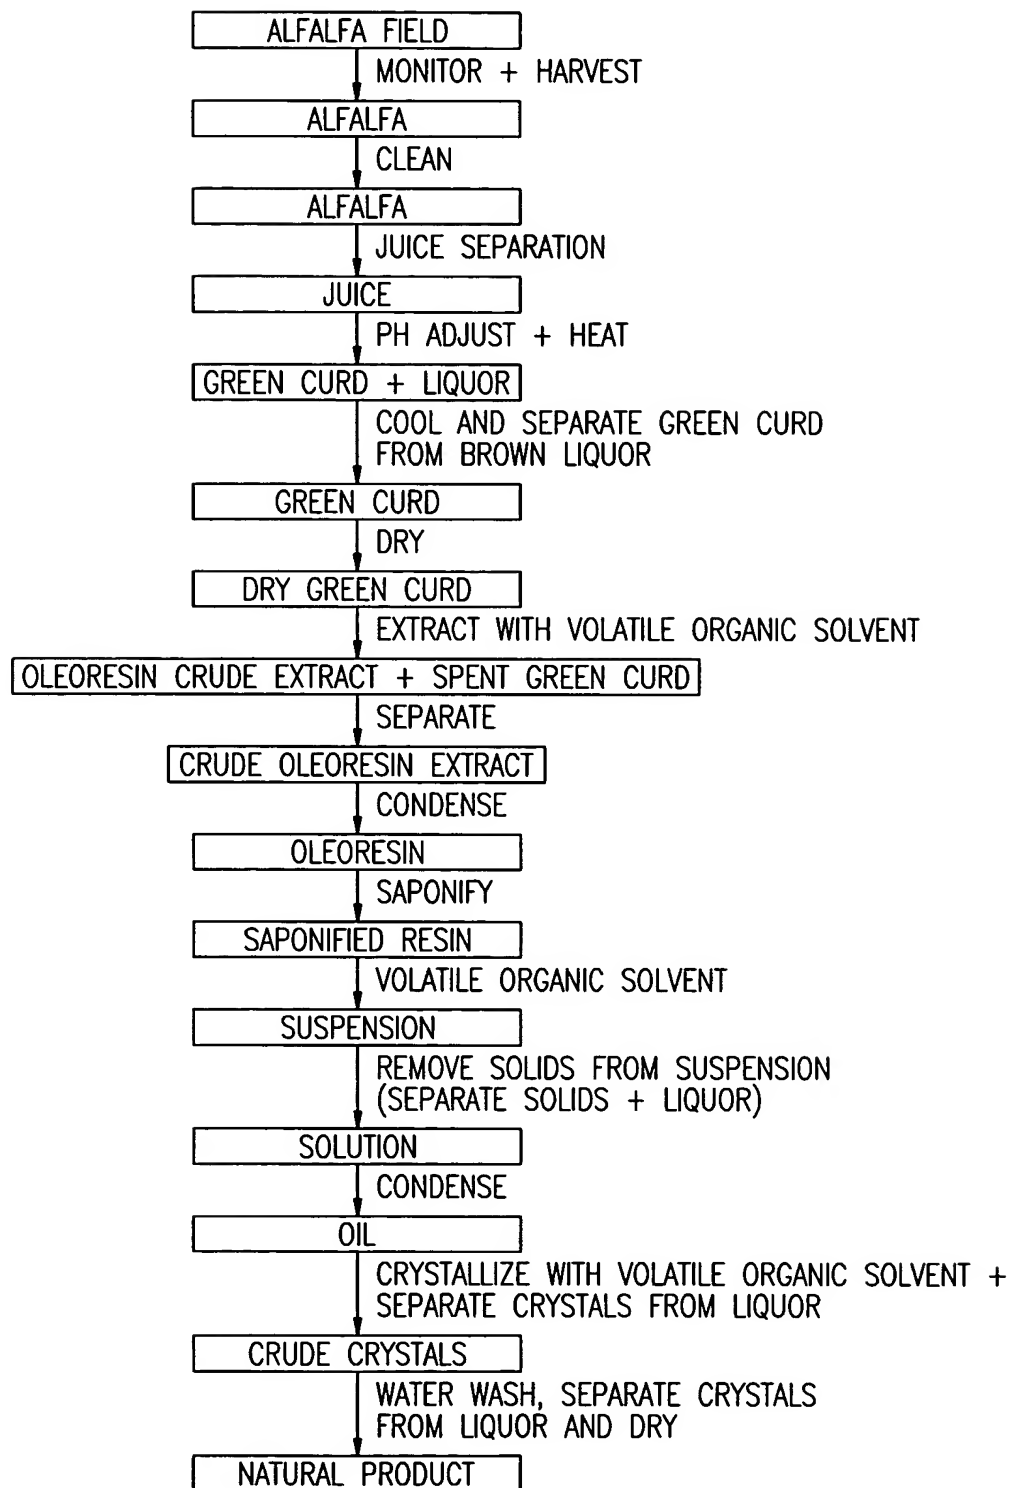 ALFALFA FIELD
MONITOR + HARVEST
ALFALFA
CLEAN
ALFALFA
JUICE SEPARATION
JUICE
PH ADJUST + HEAT
GREEN CURD + LIQUOR
COOL AND SEPARATE GREEN CURD
FROM BROWN LIQUOR
GREEN CURD
DRY
DRY GREEN CURD
EXTRACT WITH VOLATILE ORGANIC SOLVENT
OLEORESIN CRUDE EXTRACT + SPENT GREEN CURD
SEPARATE
CRUDE OLEORESIN EXTRACT
CONDENSE
OLEORESIN
SAPONIFY
SAPONIFIED RESIN
VOLATILE ORGANIC SOLVENT
SUSPENSION
REMOVE SOLIDS FROM SUSPENSION
(SEPARATE SOLIDS + LIQUOR)
SOLUTION
CONDENSE
OIL
CRYSTALLIZE WITH VOLATILE ORGANIC SOLVENT +
SEPARATE CRYSTALS FROM LIQUOR
CRUDE CRYSTALS
WATER WASH, SEPARATE CRYSTALS
FROM LIQUOR AND DRY
NATURAL PRODUCT